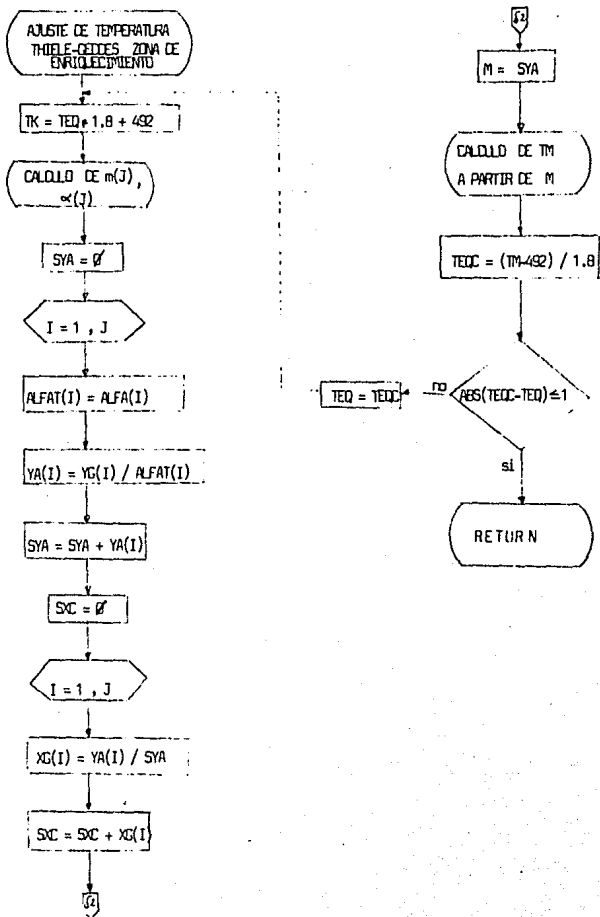 AJUSTE DE TEMPERATURA
THIELE-GEDDES ZONA DE
ENRIQUECIMIENTO
TK = TEQ * 1.8 + 492
CALCULO DE m(J),
α(J)
SYA = Ø
I = 1 , J
ALFAT(I) = ALFA(I)
YA(I) = YG(I) / ALFAT(I)
SYA = SYA + YA(I)
SXC = Ø
I = 1 , J
XG(I) = YA(I) / SYA
SXC = SXC + XG(I)
Ω
Ω
M = SYA
CALCULO DE TM
A PARTIR DE M
TEQC = (TM-492) / 1.8
ABS(TEQC-TEQ)≤1
no
TEQ = TEQC
si
RETURN